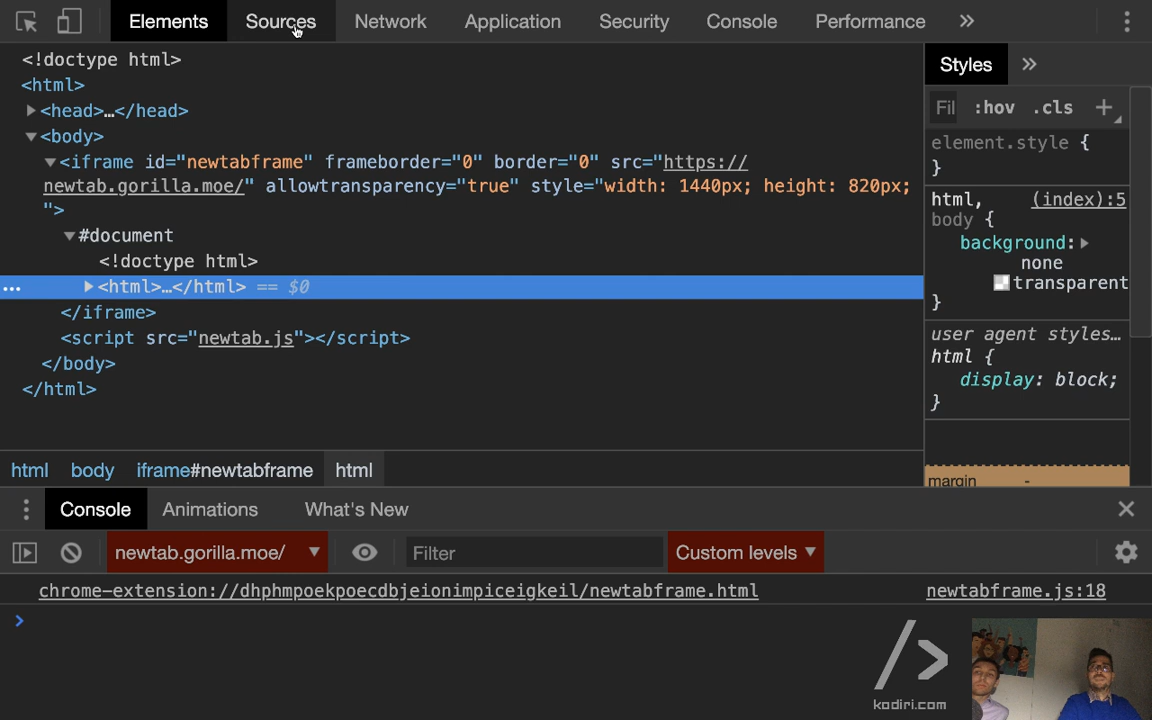 Elements Sources Network Application Security Console Performance »
<!doctype html>
<html>
<head>…</head>
<body>
<iframe id="newtabframe" frameborder="0" border="0" src="https://
newtab.gorilla.moe/" allowtransparency="true" style="width: 1440px; height: 820px;
">
#document
<!doctype html>
… <html>…</html> == $0
</iframe>
<script src="newtab.js"></script>
</body>
</html>
html body iframe#newtabframe html
Styles »
Fil :hov .cls +
element.style {
}
html, (index):5
body {
background:
none
transparent
}
user agent styles…
html {
display: block;
}
margin -
Console Animations What's New
newtab.gorilla.moe/ Filter Custom levels
chrome-extension://dhphmpoekpoecdbjeionimpiceigkeil/newtabframe.html newtabframe.js:18
>
/>
kodiri.com